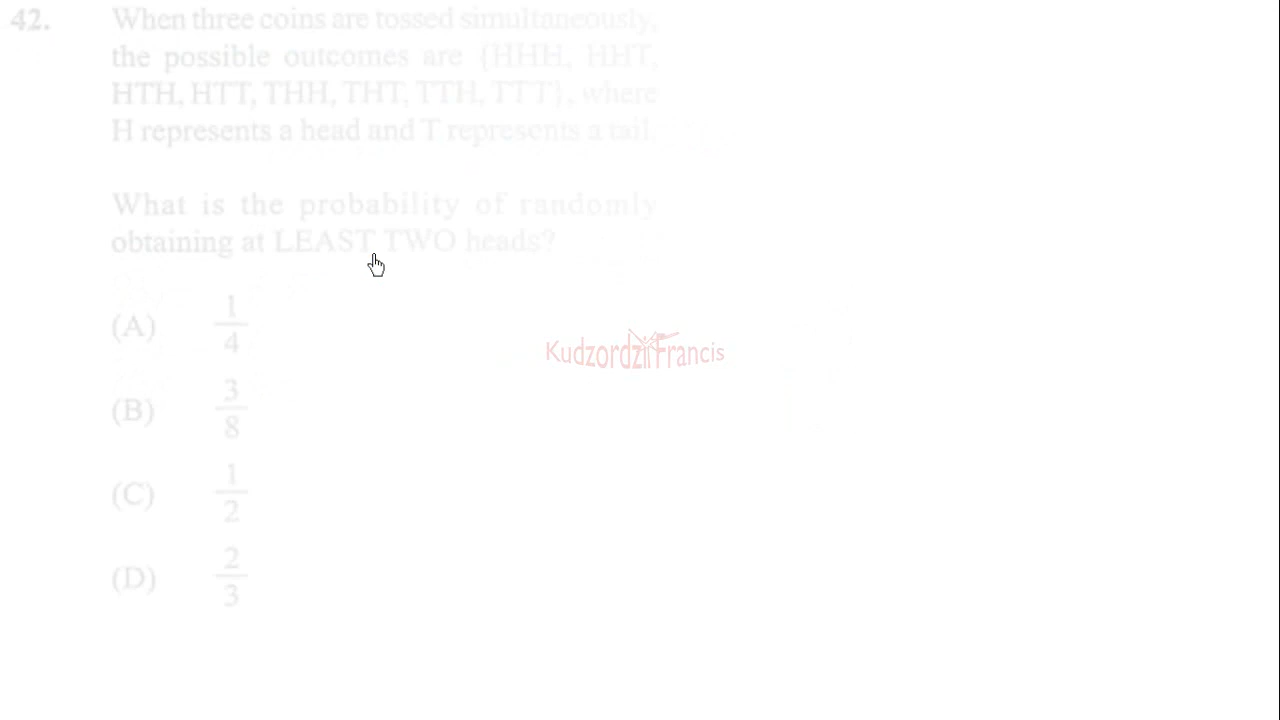 42. When three coins are tossed simultaneously,
the possible outcomes are {HHH, HHT,
HTH, HTT, THH, THT, TTH, TTT}, where
H represents a head and T represents a tail.
What is the probability of randomly
obtaining at LEAST TWO heads?
(A) 1/4
(B) 3/8
(C) 1/2
(D) 2/3
Kudzordzi Francis